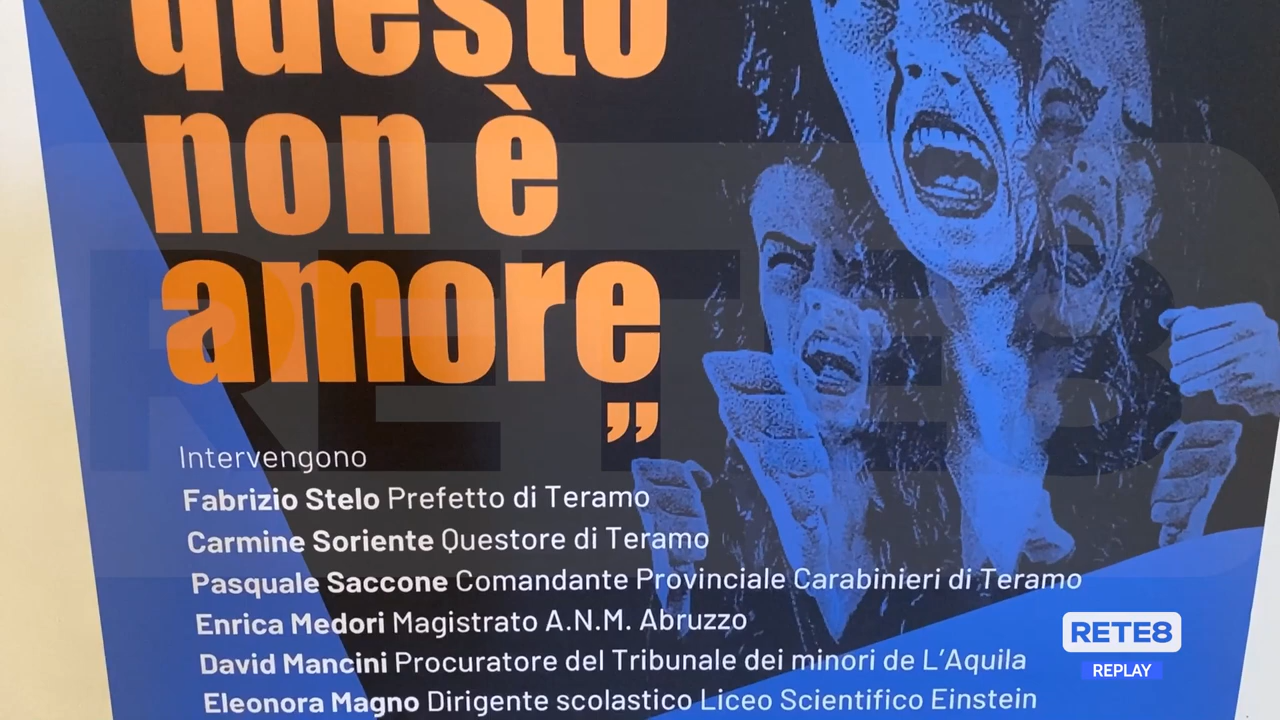 questo
non è
amore
”
Intervengono
Fabrizio Stelo Prefetto di Teramo
Carmine Soriente Questore di Teramo
Pasquale Saccone Comandante Provinciale Carabinieri di Teramo
Enrica Medori Magistrato A.N.M. Abruzzo
David Mancini Procuratore del Tribunale dei minori de L’Aquila
Eleonora Magno Dirigente scolastico Liceo Scientifico Einstein
RETE8
RETE8
REPLAY